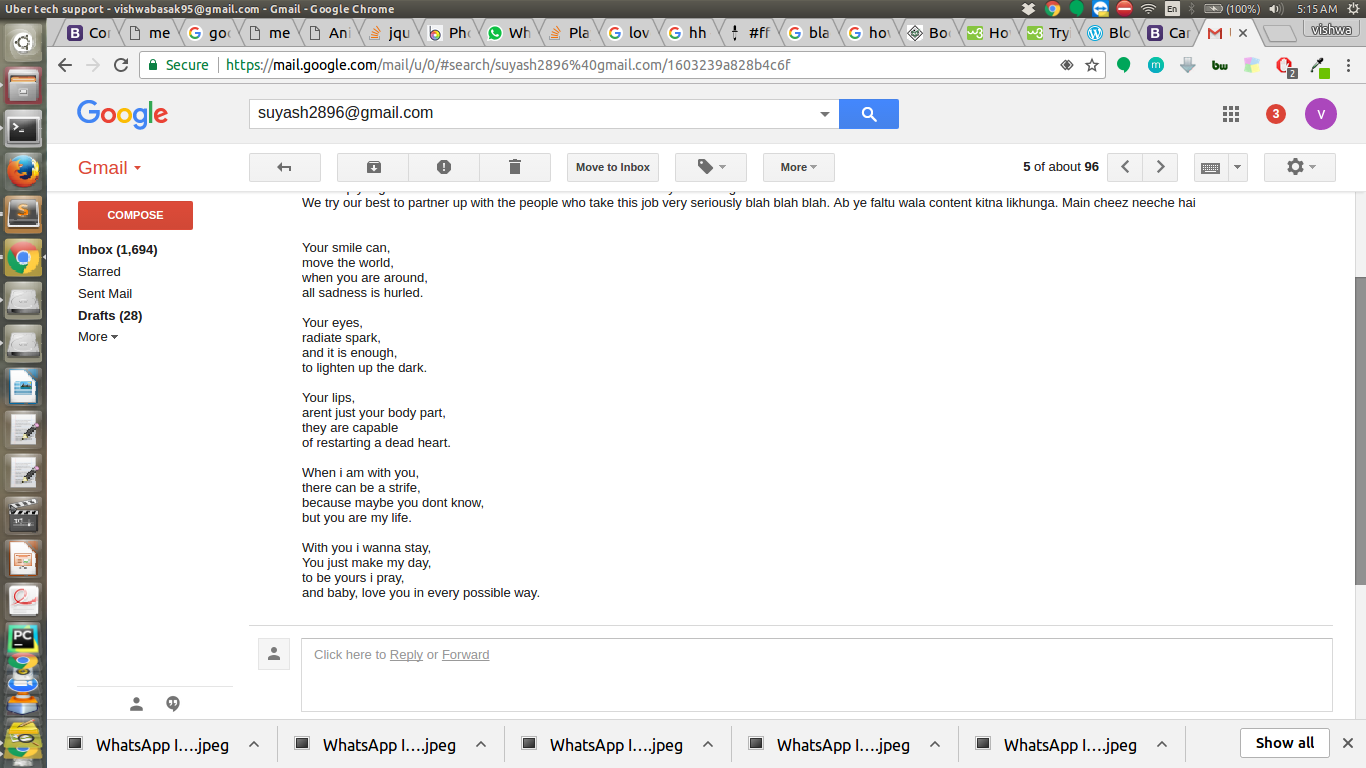 Uber tech support - vishwabasak95@gmail.com - Gmail - Google Chrome
En
(100%)
5:15 AM
Cor
me
goo
me
Ani
jqu
Pho
Wh
Pla
lov
hh
#ff
bla
hov
Boo
Ho
Try
Blo
Car
vishwa
Secure
https://mail.google.com/mail/u/0/#search/suyash2896%40gmail.com/1603239a828b4c6f
2
Google
suyash2896@gmail.com
3
V
Gmail
Move to Inbox
More
5 of about 96
COMPOSE
Inbox (1,694)
Starred
Sent Mail
Drafts (28)
More
We try our best to partner up with the people who take this job very seriously blah blah blah. Ab ye faltu wala content kitna likhunga. Main cheez neeche hai
Your smile can,
move the world,
when you are around,
all sadness is hurled.
Your eyes,
radiate spark,
and it is enough,
to lighten up the dark.
Your lips,
arent just your body part,
they are capable
of restarting a dead heart.
When i am with you,
there can be a strife,
because maybe you dont know,
but you are my life.
With you i wanna stay,
You just make my day,
to be yours i pray,
and baby, love you in every possible way.
Click here to Reply or Forward
WhatsApp I....jpeg
WhatsApp I....jpeg
WhatsApp I....jpeg
WhatsApp I....jpeg
WhatsApp I....jpeg
Show all